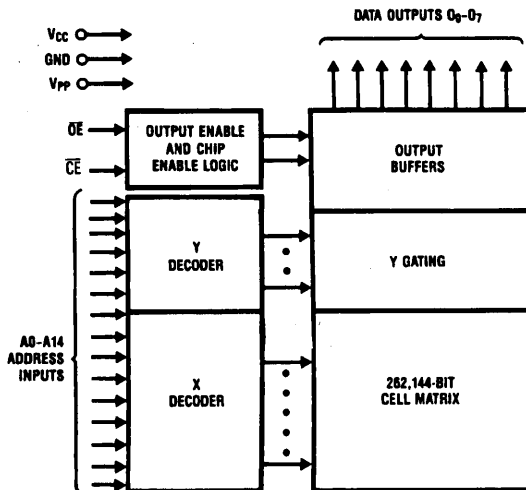 DATA OUTPUTS O0-O7
VCC
GND
VPP
OE
CE
OUTPUT ENABLE
AND CHIP
ENABLE LOGIC
OUTPUT
BUFFERS
Y
DECODER
Y GATING
A0-A14
ADDRESS
INPUTS
X
DECODER
262,144-BIT
CELL MATRIX